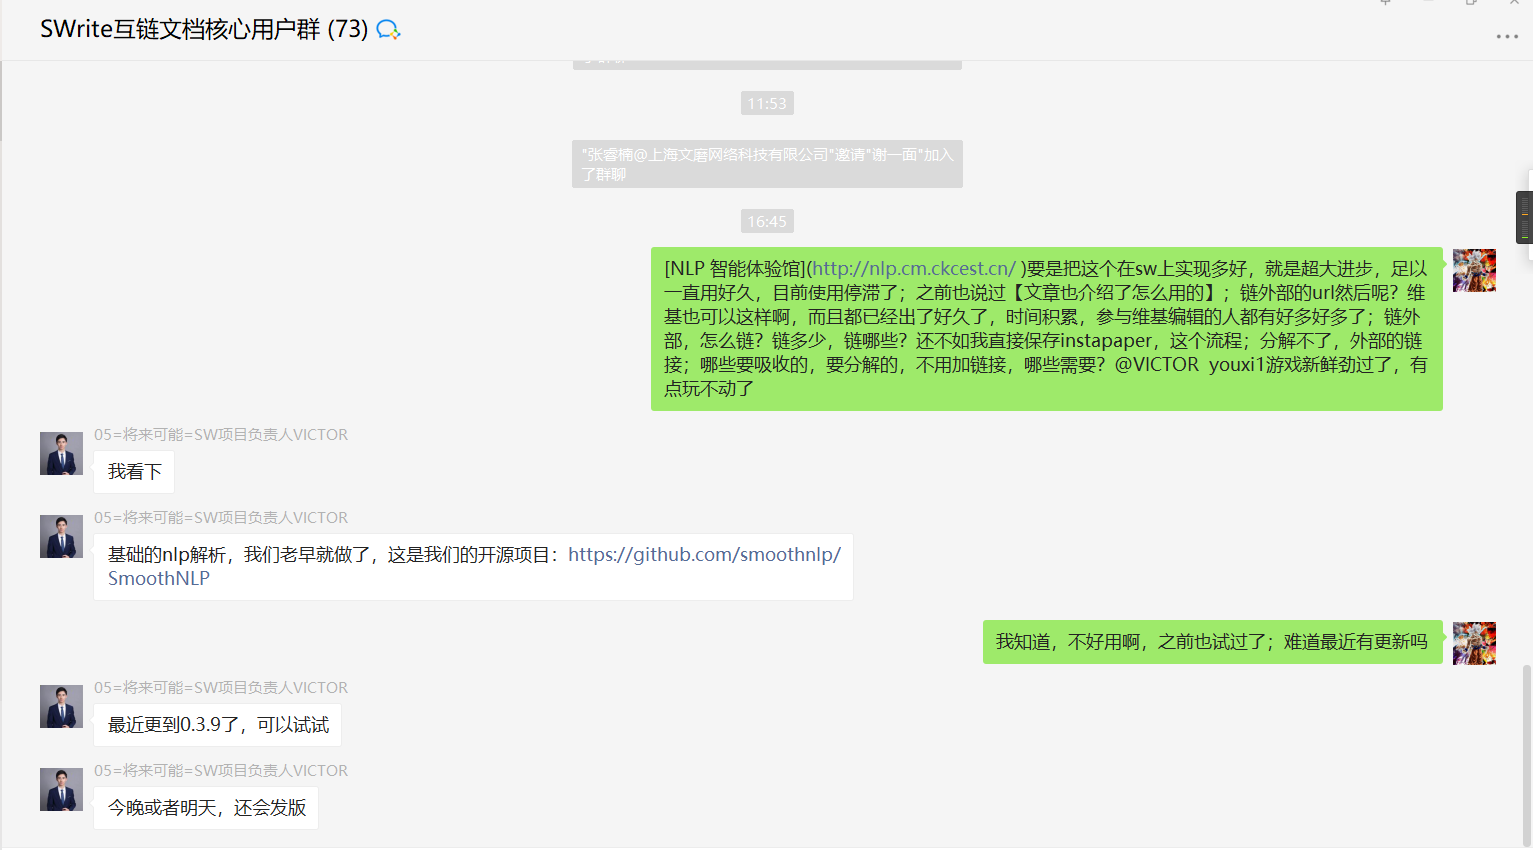 SWrite互链文档核心用户群 (73)
11:53
"张睿楠@上海文磨网络科技有限公司"邀请"谢一面"加入
了群聊
16:45
[NLP 智能体验馆](http://nlp.cm.ckcest.cn/ )要是把这个在sw上实现多好，就是超大进步，足以
一直用好久，目前使用停滞了；之前也说过【文章也介绍了怎么用的】；链外部的url然后呢？维
基也可以这样啊，而且都已经出了好久了，时间积累，参与维基编辑的人都有好多好多了；链外
部，怎么链？链多少，链哪些？还不如我直接保存instapaper，这个流程；分解不了，外部的链
接；哪些要吸收的，要分解的，不用加链接，哪些需要？@VICTOR  youxi1游戏新鲜劲过了，有
点玩不动了
05=将来可能=SW项目负责人VICTOR
我看下
05=将来可能=SW项目负责人VICTOR
基础的nlp解析，我们老早就做了，这是我们的开源项目：https://github.com/smoothnlp/
SmoothNLP
我知道，不好用啊，之前也试过了；难道最近有更新吗
05=将来可能=SW项目负责人VICTOR
最近更到0.3.9了，可以试试
05=将来可能=SW项目负责人VICTOR
今晚或者明天，还会发版